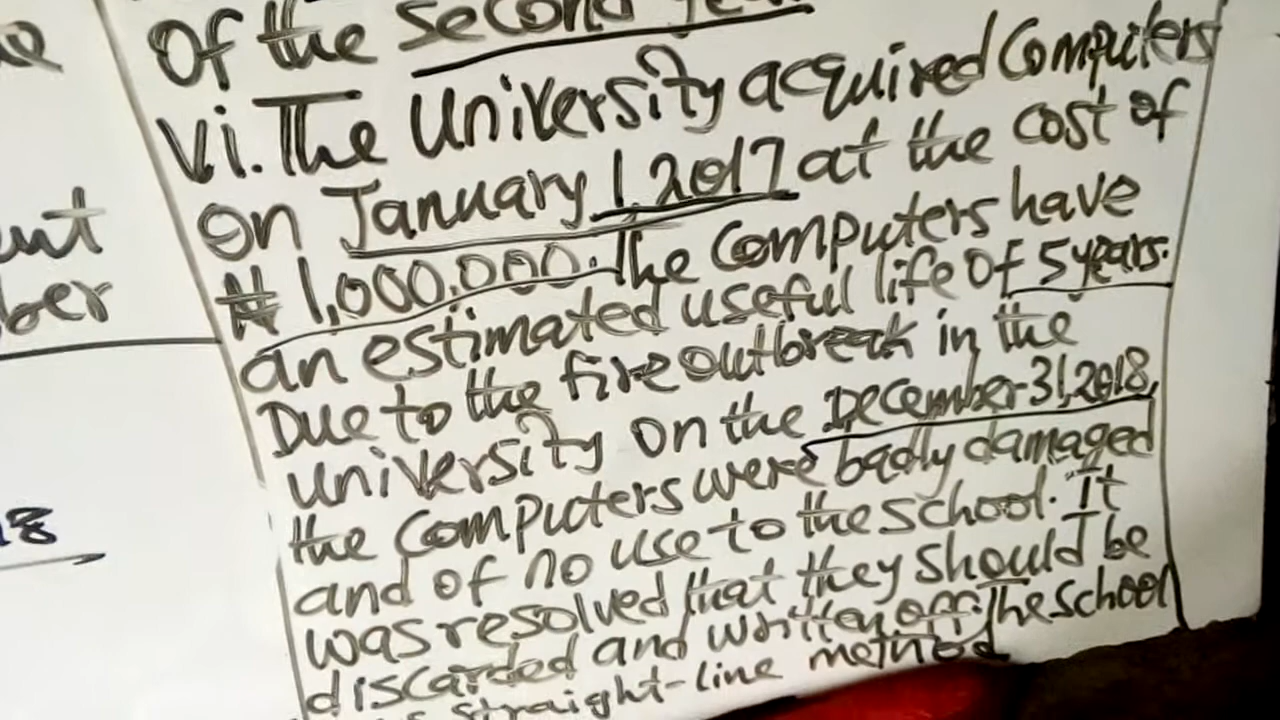 Of the second year
vi. The University acquired Computers
on January 1, 2017 at the cost of
₦1,000,000. The Computers have
an estimated useful life of 5 years.
Due to the fire outbreak in the
University on the December 31, 2018,
the Computers were badly damaged
and of no use to the school. It
was resolved that they should be
discarded and written off. The School
straight-line method